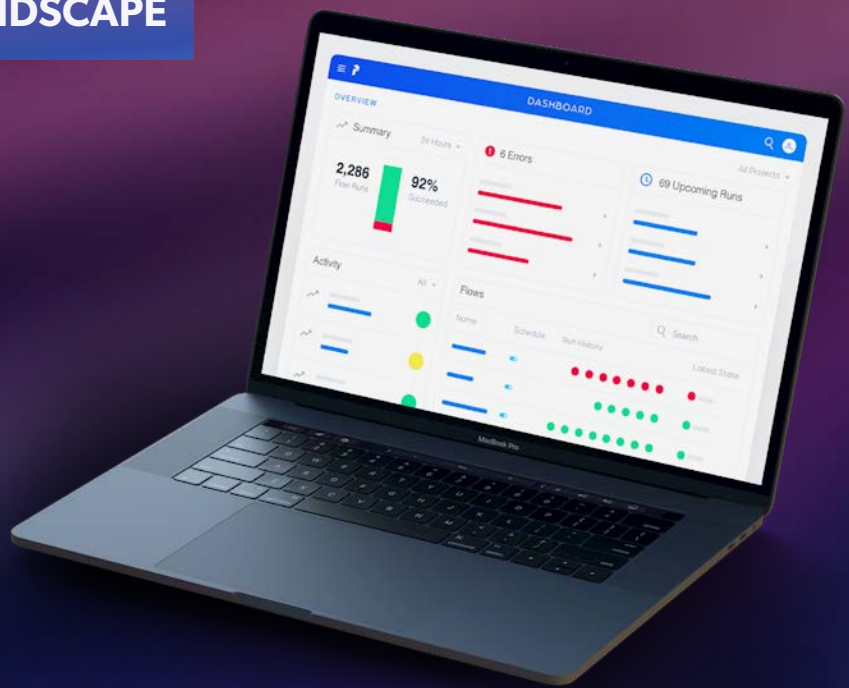 NDSCAPE
DASHBOARD
OVERVIEW
Summary
24 Hours
2,286
Flow Runs
92%
Succeeded
6 Errors
All Projects
69 Upcoming Runs
Activity
All
Flows
Search
Name
Schedule
Run History
Latest State
MacBook Pro